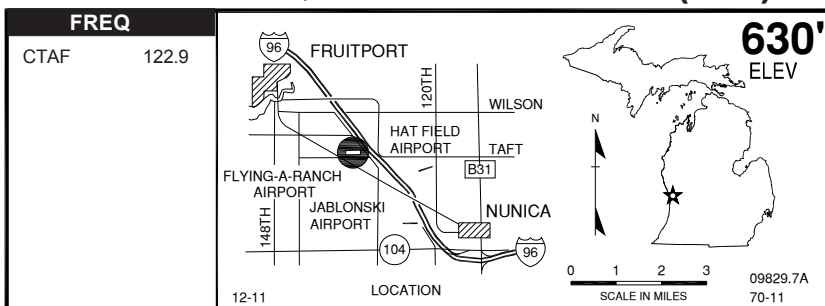 FREQ
CTAF 122.9
96
FRUITPORT
120TH
WILSON
HAT FIELD
AIRPORT
TAFT
B31
FLYING-A-RANCH
AIRPORT
JABLONSKI
AIRPORT
NUNICA
148TH
104
96
12-11
LOCATION
630'
ELEV
N
0 1 2 3
SCALE IN MILES
09829.7A
70-11